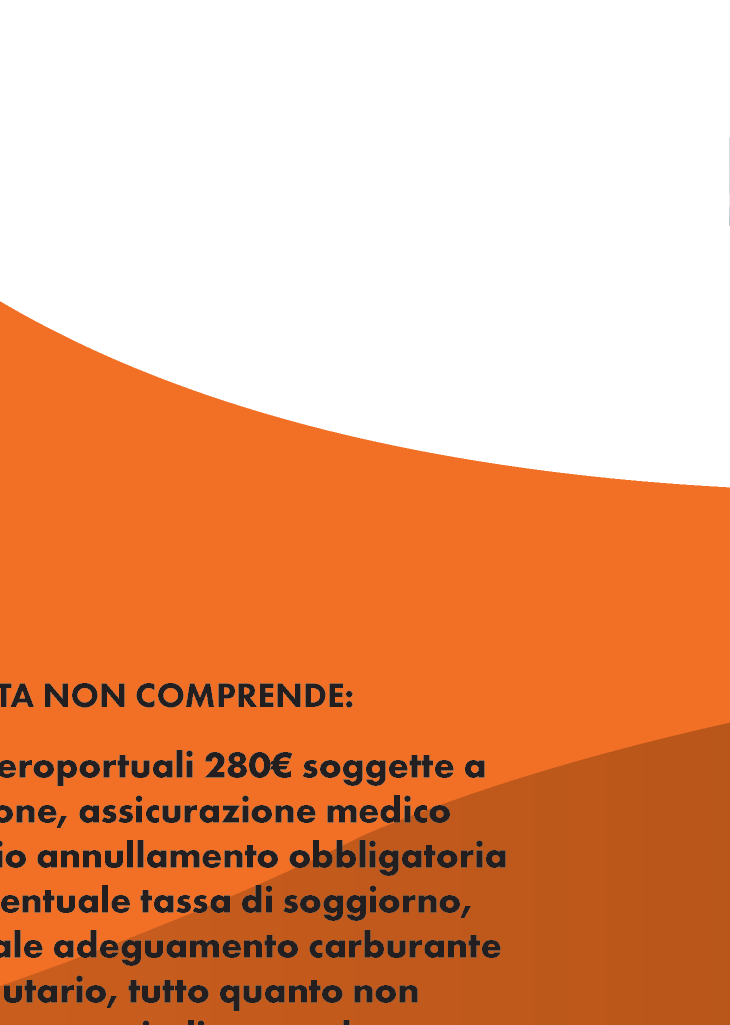 TA NON COMPRENDE:
eroportuali 280€ soggette a
one, assicurazione medico
io annullamento obbligatoria
entuale tassa di soggiorno,
ale adeguamento carburante
utario, tutto quanto non